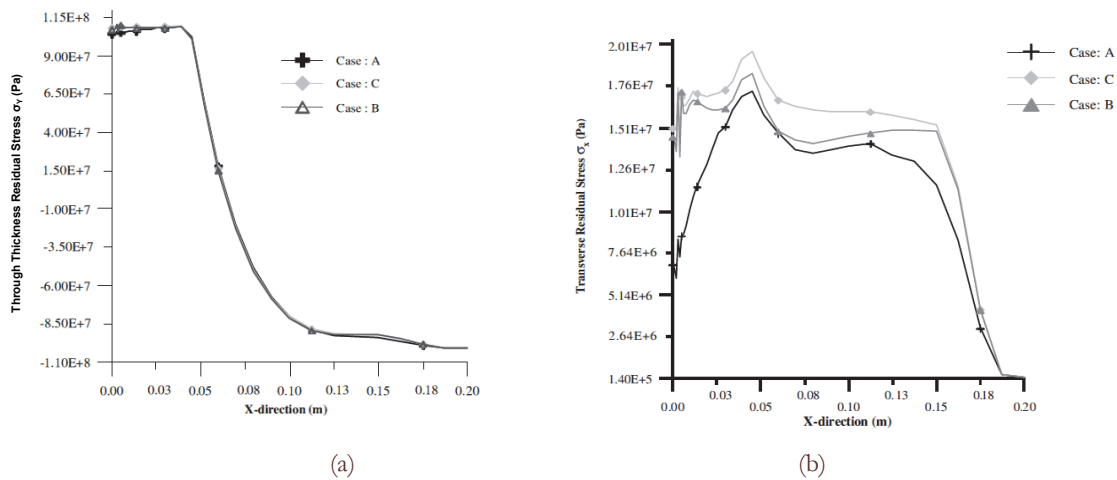 1.15E+8
9.00E+7
6.50E+7
4.00E+7
1.50E+7
-1.00E+7
-3.50E+7
-6.00E+7
-8.50E+7
-1.10E+8
Through Thickness Residual Stress σY (Pa)
Case : A
Case : C
Case : B
0.00 0.03 0.05 0.08 0.10 0.13 0.15 0.18 0.20
X-direction (m)
(a)
2.01E+7
1.76E+7
1.51E+7
1.26E+7
1.01E+7
7.64E+6
5.14E+6
2.64E+6
1.40E+5
Transverse Residual Stress σx (Pa)
Case: A
Case: C
Case: B
0.00 0.03 0.05 0.08 0.10 0.13 0.15 0.18 0.20
X-direction (m)
(b)